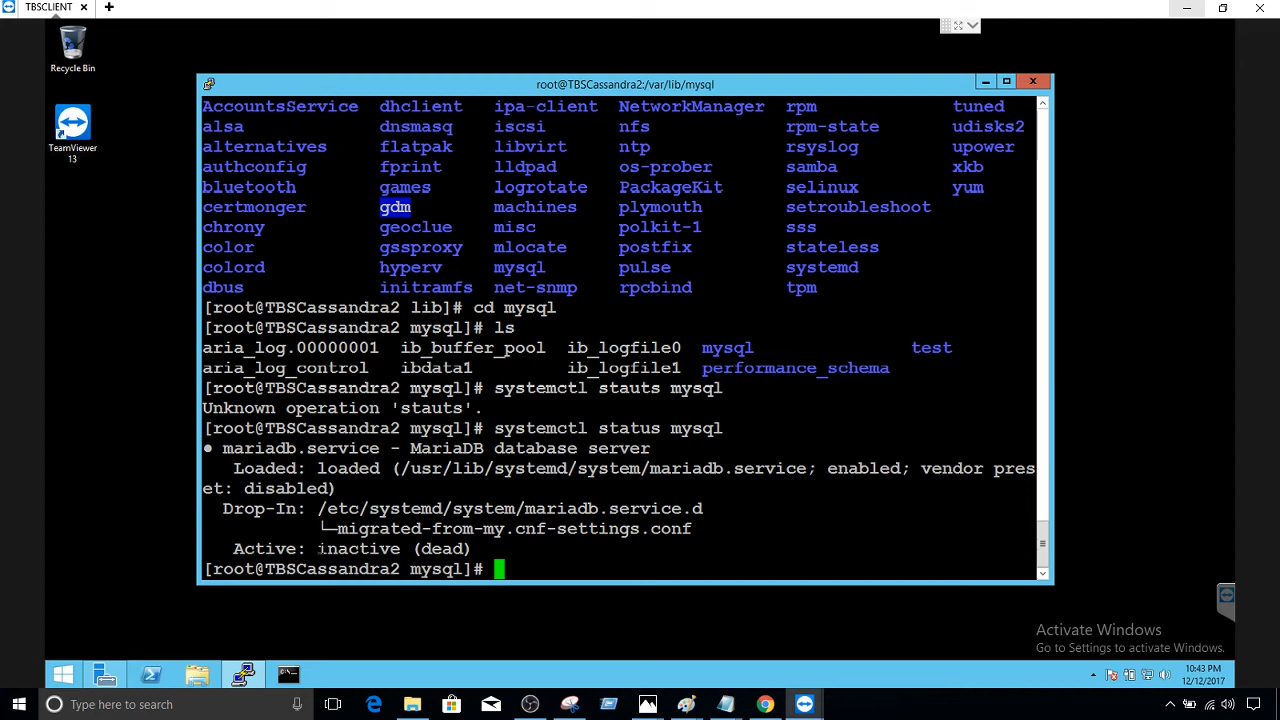 TBSCLIENT
Recycle Bin
TeamViewer
13
root@TBSCassandra2:/var/lib/mysql
AccountsService dhclient ipa-client NetworkManager rpm tuned
alsa dnsmasq iscsi nfs rpm-state udisks2
alternatives flatpak libvirt ntp rsyslog upower
authconfig fprint lldpad os-prober samba xkb
bluetooth games logrotate PackageKit selinux yum
certmonger gdm machines plymouth setroubleshoot
chrony geoclue misc polkit-1 sss
color gssproxy mlocate postfix stateless
colord hyperv mysql pulse systemd
dbus initramfs net-snmp rpcbind tpm
[root@TBSCassandra2 lib]# cd mysql
[root@TBSCassandra2 mysql]# ls
aria_log.00000001 ib_buffer_pool ib_logfile0 mysql test
aria_log_control ibdata1 ib_logfile1 performance_schema
[root@TBSCassandra2 mysql]# systemctl stauts mysql
Unknown operation 'stauts'.
[root@TBSCassandra2 mysql]# systemctl status mysql
● mariadb.service - MariaDB database server
Loaded: loaded (/usr/lib/systemd/system/mariadb.service; enabled; vendor pres
et: disabled)
Drop-In: /etc/systemd/system/mariadb.service.d
└─migrated-from-my.cnf-settings.conf
Active: inactive (dead)
[root@TBSCassandra2 mysql]#
Activate Windows
Go to Settings to activate Windows.
10:43 PM
12/12/2017
Type here to search